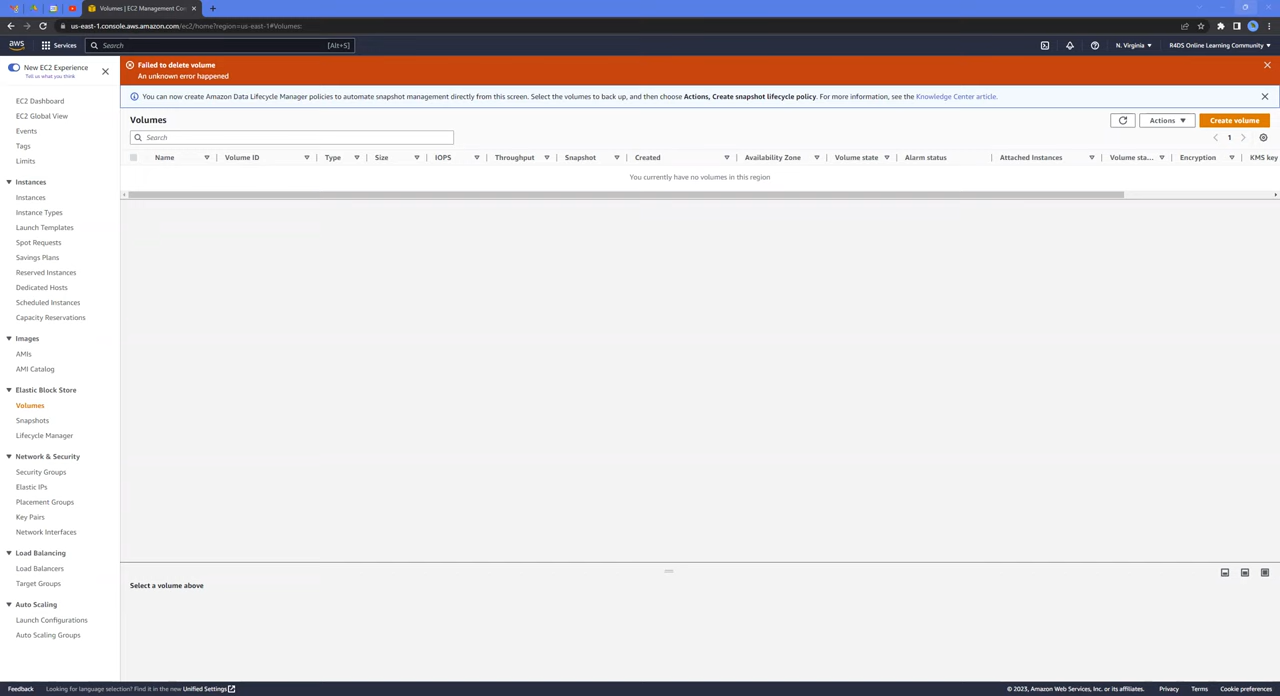 Volumes | EC2 Management Con
us-east-1.console.aws.amazon.com/ec2/home?region=us-east-1#Volumes:
aws
Services
Search
[Alt+S]
N. Virginia
R4DS Online Learning Community
New EC2 Experience
Tell us what you think
Failed to delete volume
An unknown error happened
You can now create Amazon Data Lifecycle Manager policies to automate snapshot management directly from this screen. Select the volumes to back up, and then choose Actions, Create snapshot lifecycle policy. For more information, see the Knowledge Center article.
EC2 Dashboard
EC2 Global View
Events
Tags
Limits
Instances
Instances
Instance Types
Launch Templates
Spot Requests
Savings Plans
Reserved Instances
Dedicated Hosts
Scheduled Instances
Capacity Reservations
Images
AMIs
AMI Catalog
Elastic Block Store
Volumes
Snapshots
Lifecycle Manager
Network & Security
Security Groups
Elastic IPs
Placement Groups
Key Pairs
Network Interfaces
Load Balancing
Load Balancers
Target Groups
Auto Scaling
Launch Configurations
Auto Scaling Groups
Volumes
Actions
Create volume
Search
1
Name Volume ID Type Size IOPS Throughput Snapshot Created Availability Zone Volume state Alarm status Attached Instances Volume sta... Encryption KMS key
You currently have no volumes in this region
Select a volume above
Feedback
Looking for language selection? Find it in the new Unified Settings
© 2023, Amazon Web Services, Inc. or its affiliates.
Privacy
Terms
Cookie preferences